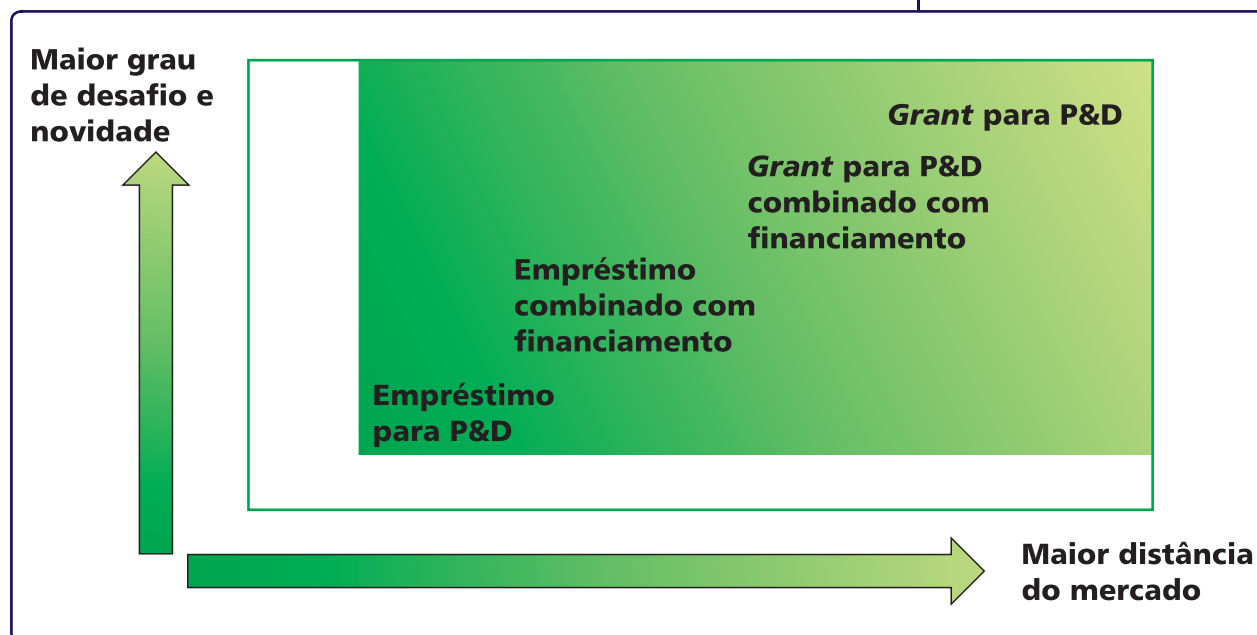 Maior grau
de desafio e
novidade
Grant para P&D
Grant para P&D
combinado com
financiamento
Empréstimo
combinado com
financiamento
Empréstimo
para P&D
Maior distância
do mercado